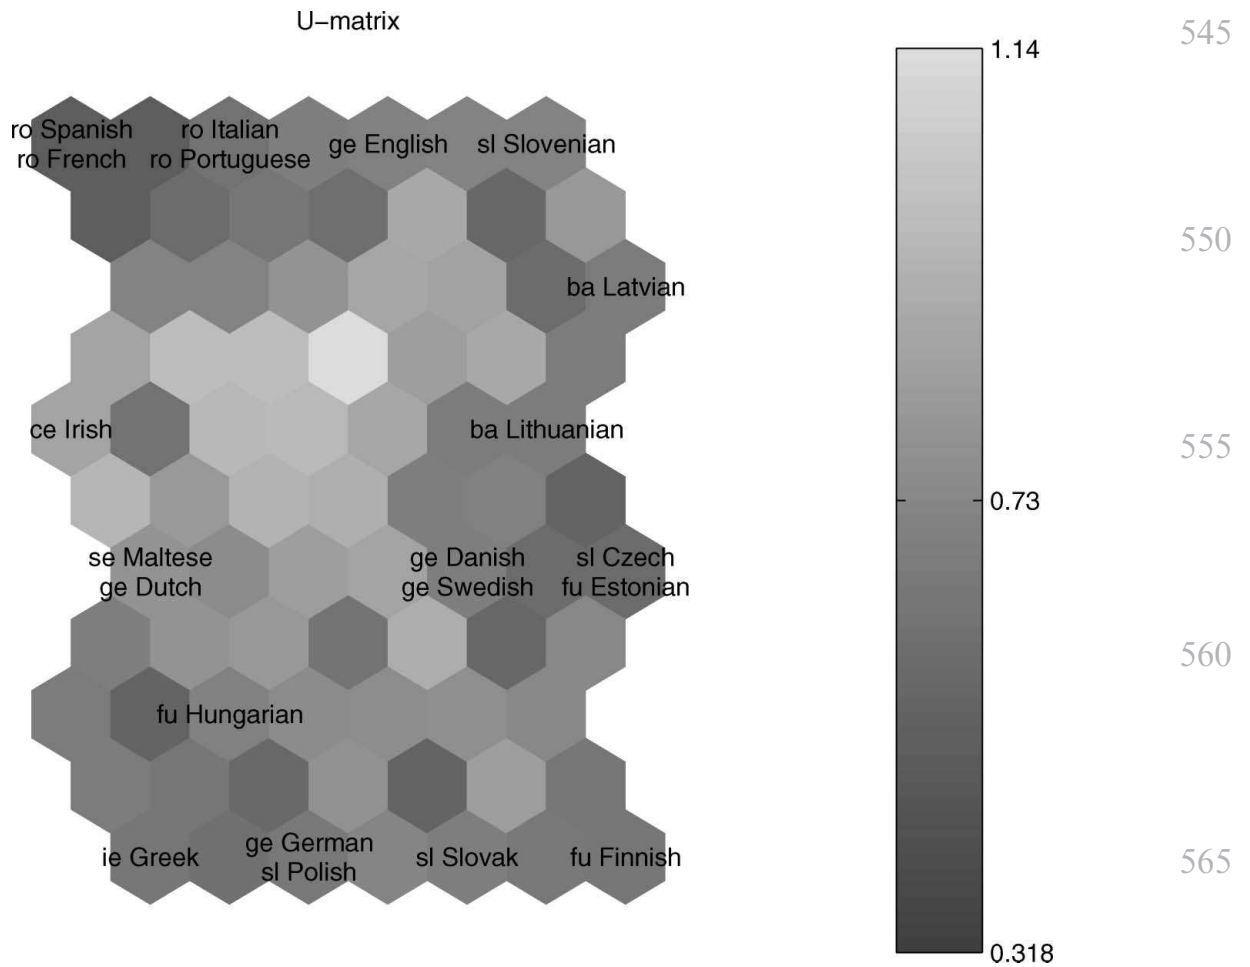 U−matrix
545
1.14
ro Spanish
ro French
ro Italian
ro Portuguese
ge English
sl Slovenian
550
ba Latvian
ce Irish
ba Lithuanian
555
0.73
se Maltese
ge Dutch
ge Danish
ge Swedish
sl Czech
fu Estonian
560
fu Hungarian
ie Greek
ge German
sl Polish
sl Slovak
fu Finnish
565
0.318